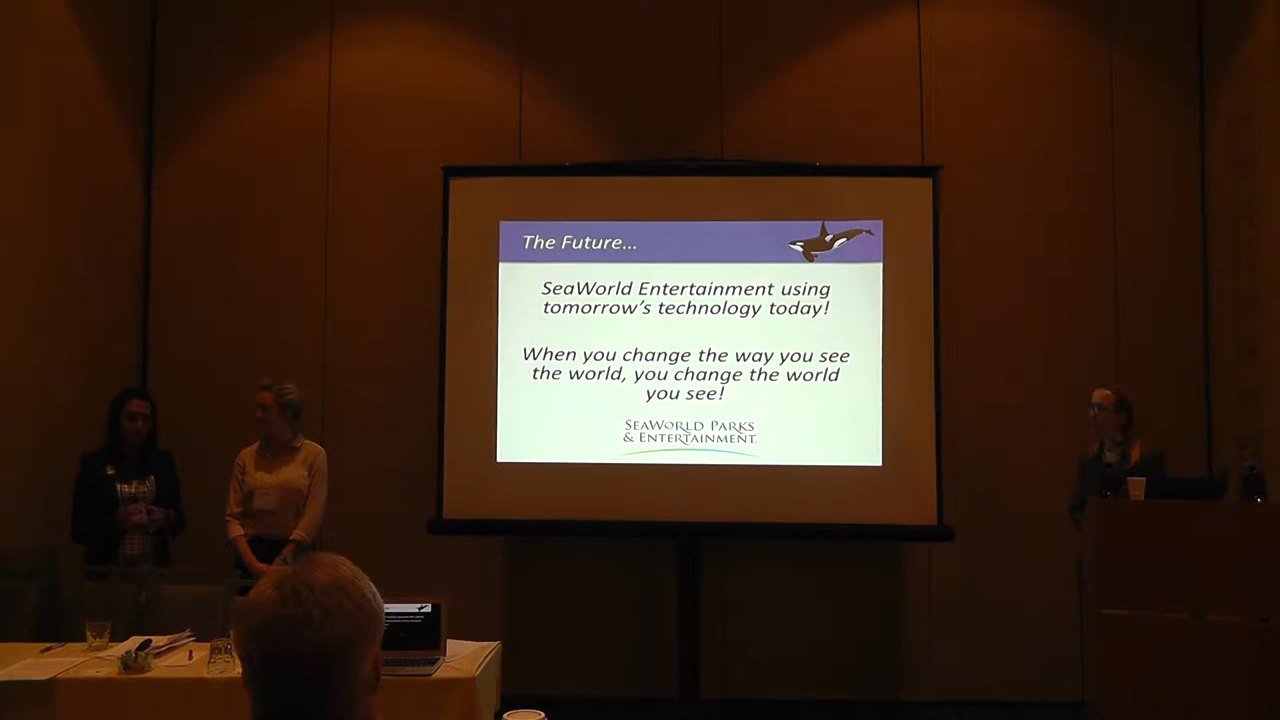 The Future...
SeaWorld Entertainment using
tomorrow's technology today!
When you change the way you see
the world, you change the world
you see!
SEAWORLD PARKS
& ENTERTAINMENT